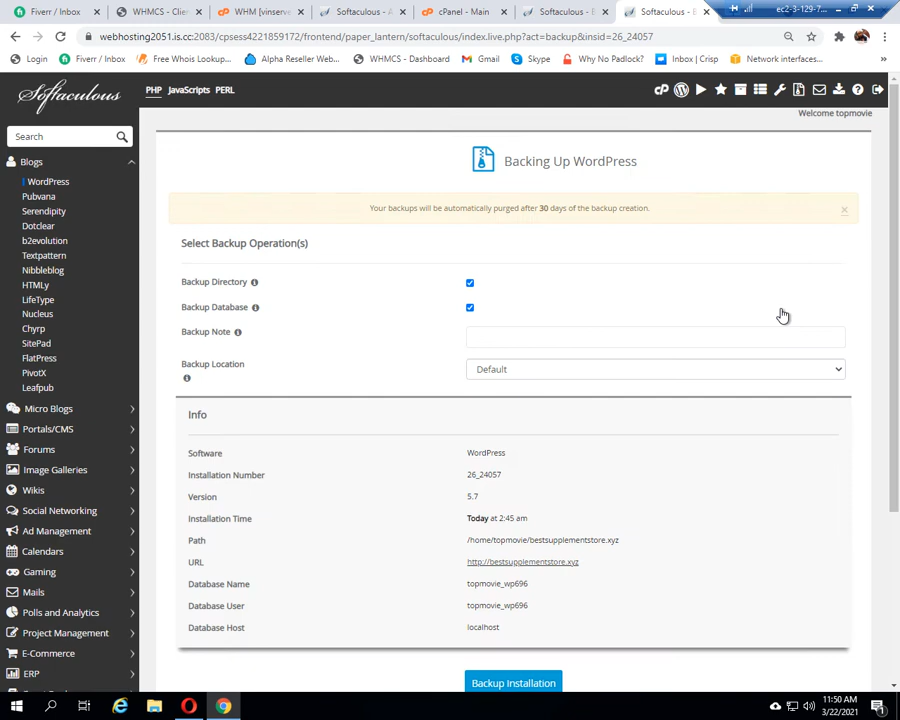 Fiverr / Inbox
WHMCS - Clien
WHM [vinserve
Softaculous - A
cPanel - Main
Softaculous - E
Softaculous - E
ec2-3-129-7...
webhosting2051.is.cc:2083/cpsess4221859172/frontend/paper_lantern/softaculous/index.live.php?act=backup&insid=26_24057
Login
Fiverr / Inbox
Free Whois Lookup...
Alpha Reseller Web...
WHMCS - Dashboard
Gmail
Skype
Why No Padlock?
Inbox | Crisp
Network interfaces...
Softaculous
PHP JavaScripts PERL
Welcome topmovie
Search
Blogs
WordPress
Pubvana
Serendipity
Dotclear
b2evolution
Textpattern
Nibbleblog
HTMLy
LifeType
Nucleus
Chyrp
SitePad
FlatPress
PivotX
Leafpub
Micro Blogs
Portals/CMS
Forums
Image Galleries
Wikis
Social Networking
Ad Management
Calendars
Gaming
Mails
Polls and Analytics
Project Management
E-Commerce
ERP
Backing Up WordPress
Your backups will be automatically purged after 30 days of the backup creation.
Select Backup Operation(s)
Backup Directory
Backup Database
Backup Note
Backup Location
Default
Info
Software WordPress
Installation Number 26_24057
Version 5.7
Installation Time Today at 2:45 am
Path /home/topmovie/bestsupplementstore.xyz
URL http://bestsupplementstore.xyz
Database Name topmovie_wp696
Database User topmovie_wp696
Database Host localhost
Backup Installation
11:50 AM
3/22/2021